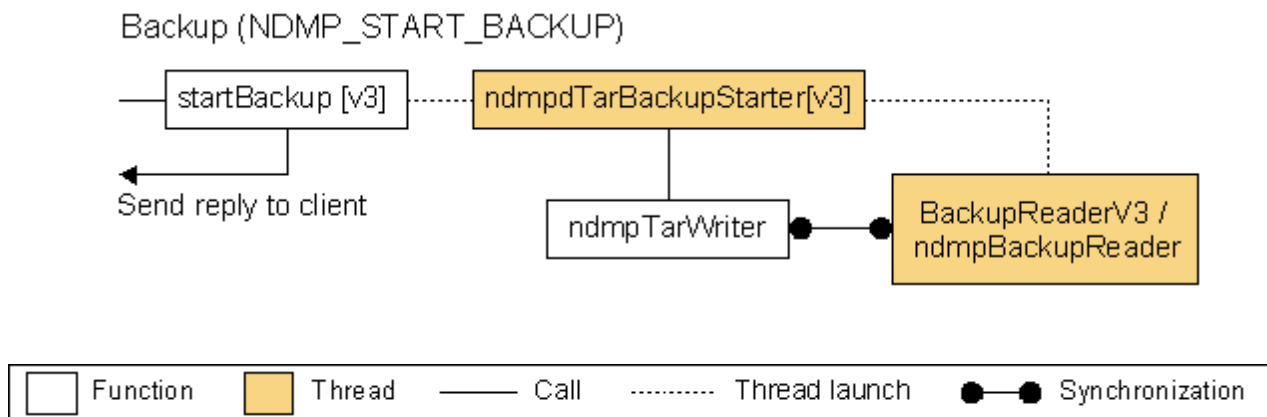 Backup (NDMP_START_BACKUP)
startBackup [v3]
ndmpdTarBackupStarter[v3]
Send reply to client
ndmpTarWriter
BackupReaderV3 /
ndmpBackupReader
Function
Thread
Call
Thread launch
Synchronization